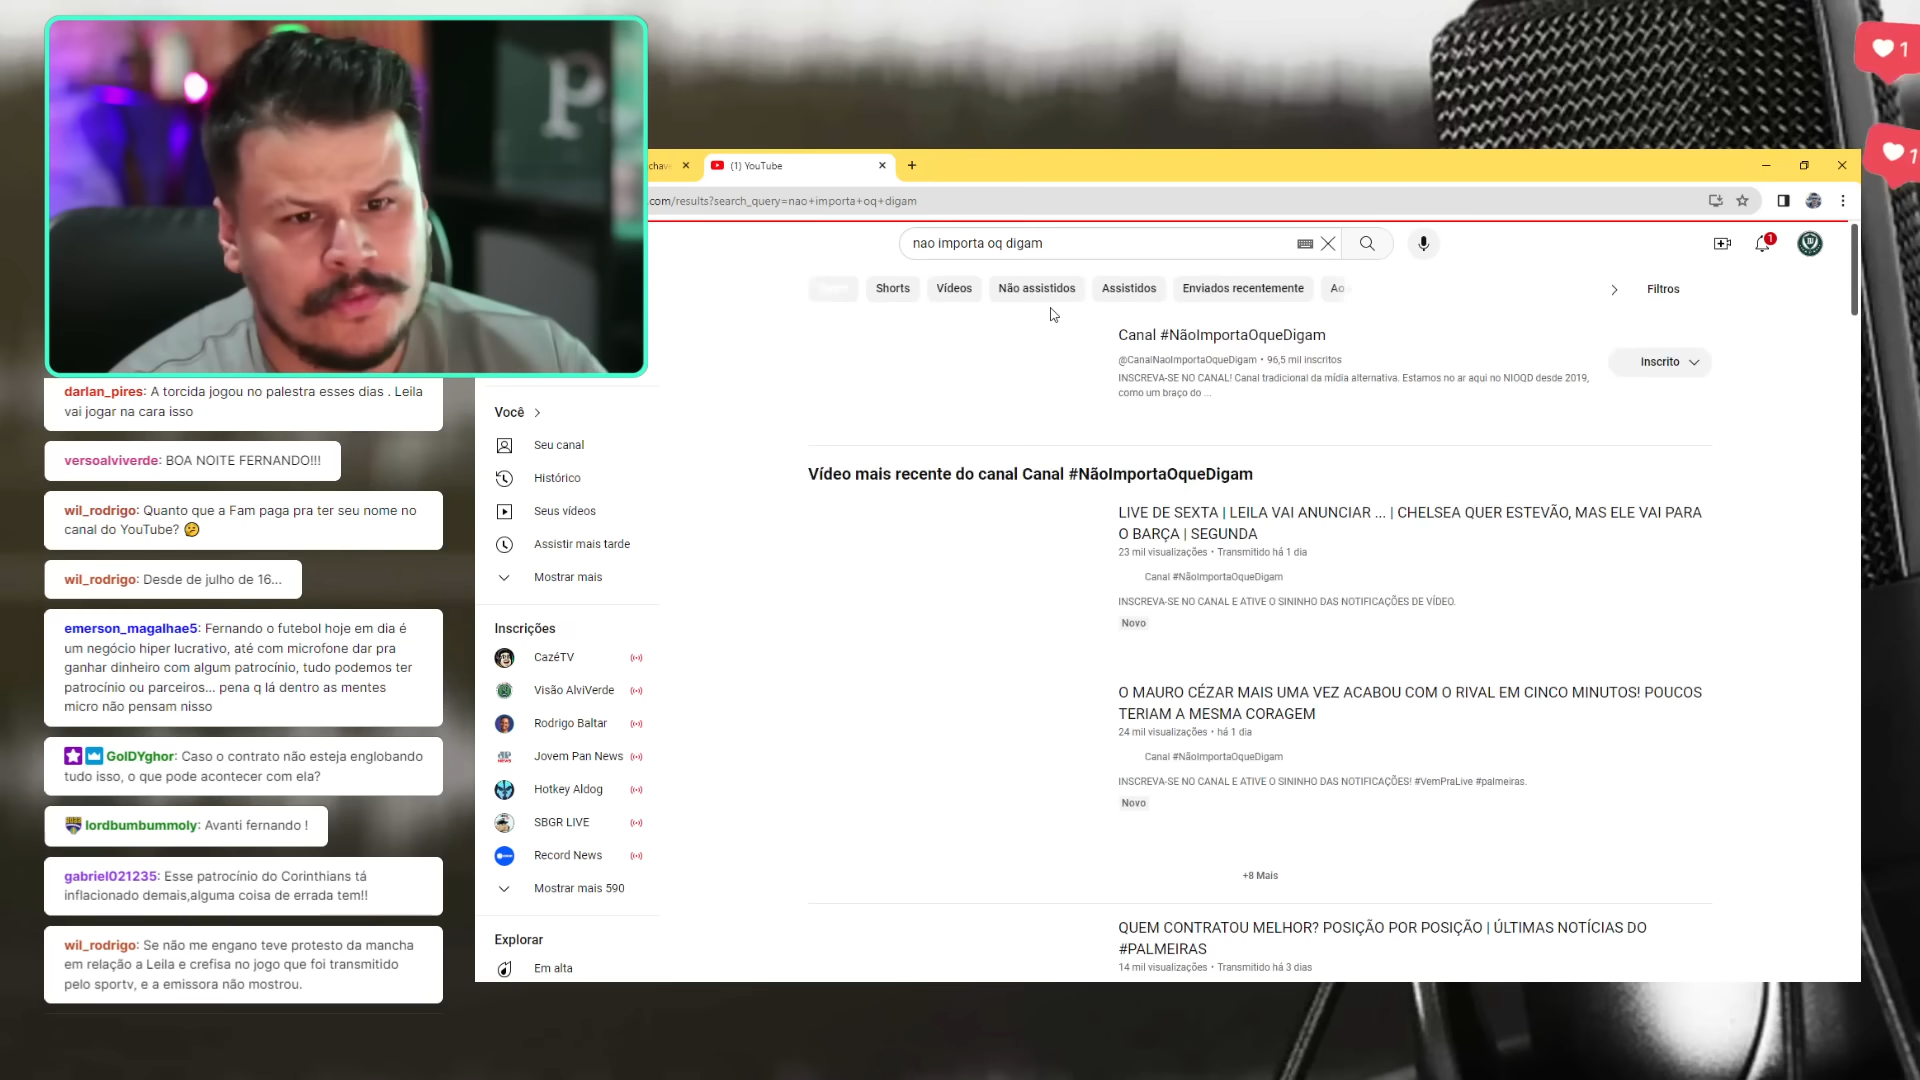 P
1
1
darlan_pires: A torcida jogou no palestra esses dias . Leila
vai jogar na cara isso
versoalviverde: BOA NOITE FERNANDO!!!
wil_rodrigo: Quanto que a Fam paga pra ter seu nome no
canal do YouTube? 🤔
wil_rodrigo: Desde de julho de 16...
emerson_magalhae5: Fernando o futebol hoje em dia é
um negócio hiper lucrativo, até com microfone dar pra
ganhar dinheiro com algum patrocínio, tudo podemos ter
patrocínio ou parceiros... pena q lá dentro as mentes
micro não pensam nisso
GolDYghor: Caso o contrato não esteja englobando
tudo isso, o que pode acontecer com ela?
lordbumbummoly: Avanti fernando !
gabriel021235: Esse patrocínio do Corinthians tá
inflacionado demais,alguma coisa de errada tem!!
wil_rodrigo: Se não me engano teve protesto da mancha
em relação a Leila e crefisa no jogo que foi transmitido
pelo sportv, e a emissora não mostrou.
chav
(1) YouTube
.com/results?search_query=nao+importa+oq+digam
nao importa oq digam
1
Shorts
Vídeos
Não assistidos
Assistidos
Enviados recentemente
Ao
Filtros
Você
Seu canal
Histórico
Seus vídeos
Assistir mais tarde
Mostrar mais
Inscrições
CazéTV
Visão AlviVerde
Rodrigo Baltar
Jovem Pan News
Hotkey Aldog
SBGR LIVE
Record News
Mostrar mais 590
Explorar
Em alta
Canal #NãoImportaOqueDigam
@CanalNaoImportaOqueDigam • 96,5 mil inscritos
INSCREVA-SE NO CANAL! Canal tradicional da mídia alternativa. Estamos no ar aqui no NIOQD desde 2019,
como um braço do ...
Inscrito
Vídeo mais recente do canal Canal #NãoImportaOqueDigam
LIVE DE SEXTA | LEILA VAI ANUNCIAR ... | CHELSEA QUER ESTEVÃO, MAS ELE VAI PARA
O BARÇA | SEGUNDA
23 mil visualizações • Transmitido há 1 dia
Canal #NãoImportaOqueDigam
INSCREVA-SE NO CANAL E ATIVE O SININHO DAS NOTIFICAÇÕES DE VÍDEO.
Novo
O MAURO CÉZAR MAIS UMA VEZ ACABOU COM O RIVAL EM CINCO MINUTOS! POUCOS
TERIAM A MESMA CORAGEM
24 mil visualizações • há 1 dia
Canal #NãoImportaOqueDigam
INSCREVA-SE NO CANAL E ATIVE O SININHO DAS NOTIFICAÇÕES! #VemPraLive #palmeiras.
Novo
+8 Mais
QUEM CONTRATOU MELHOR? POSIÇÃO POR POSIÇÃO | ÚLTIMAS NOTÍCIAS DO
#PALMEIRAS
14 mil visualizações • Transmitido há 3 dias